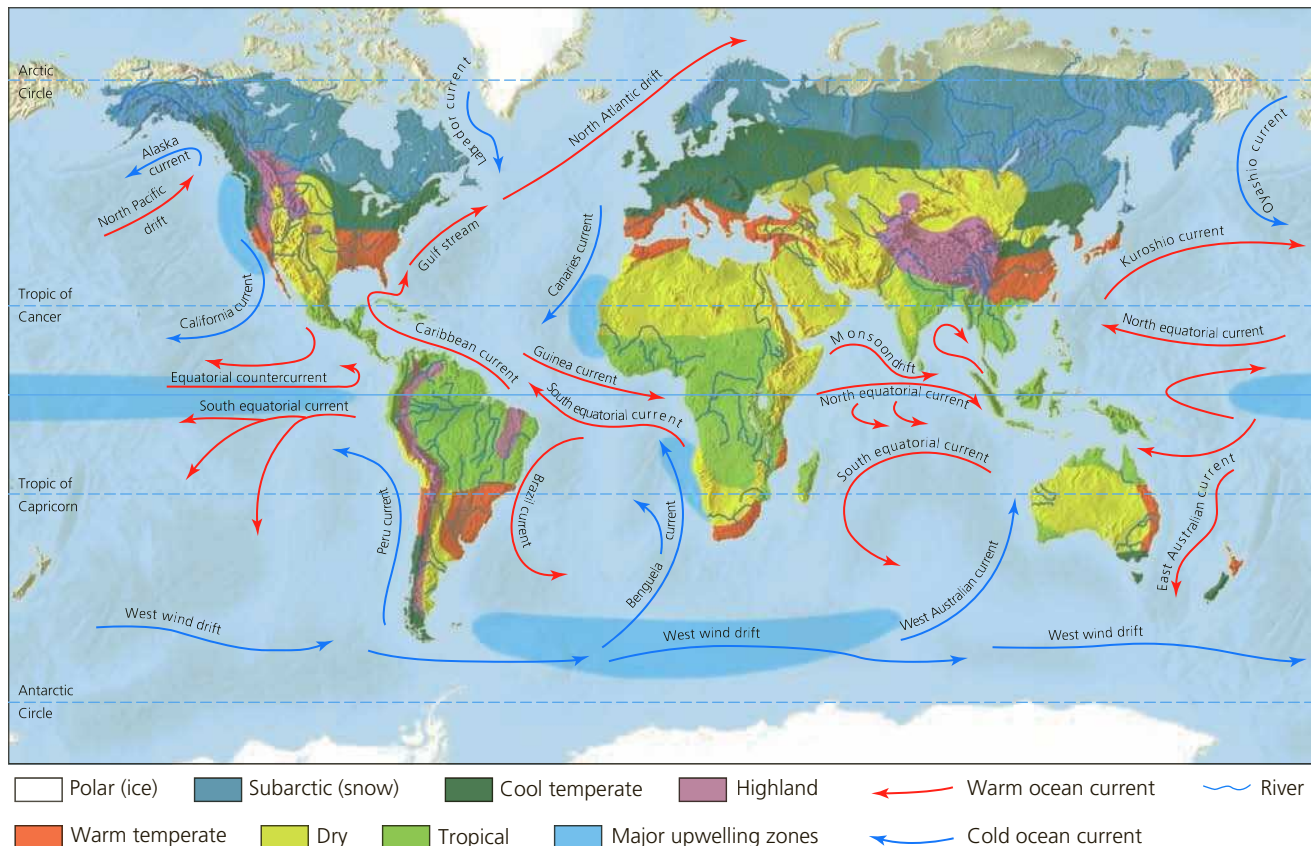 Arctic
Circle
Labrador current
North Atlantic drift
Oyashio current
Alaska
current
North Pacific
drift
Gulf stream
Canaries current
Kuroshio current
Tropic of
Cancer
California current
Caribbean current
Guinea current
Monsoon drift
North equatorial current
Equatorial countercurrent
South equatorial current
South equatorial current
North equatorial current
South equatorial current
Tropic of
Capricorn
Peru current
Brazil current
Benguela current
West Australian current
East Australian current
West wind drift
West wind drift
West wind drift
Antarctic
Circle
Polar (ice)
Subarctic (snow)
Cool temperate
Highland
Warm ocean current
River
Warm temperate
Dry
Tropical
Major upwelling zones
Cold ocean current